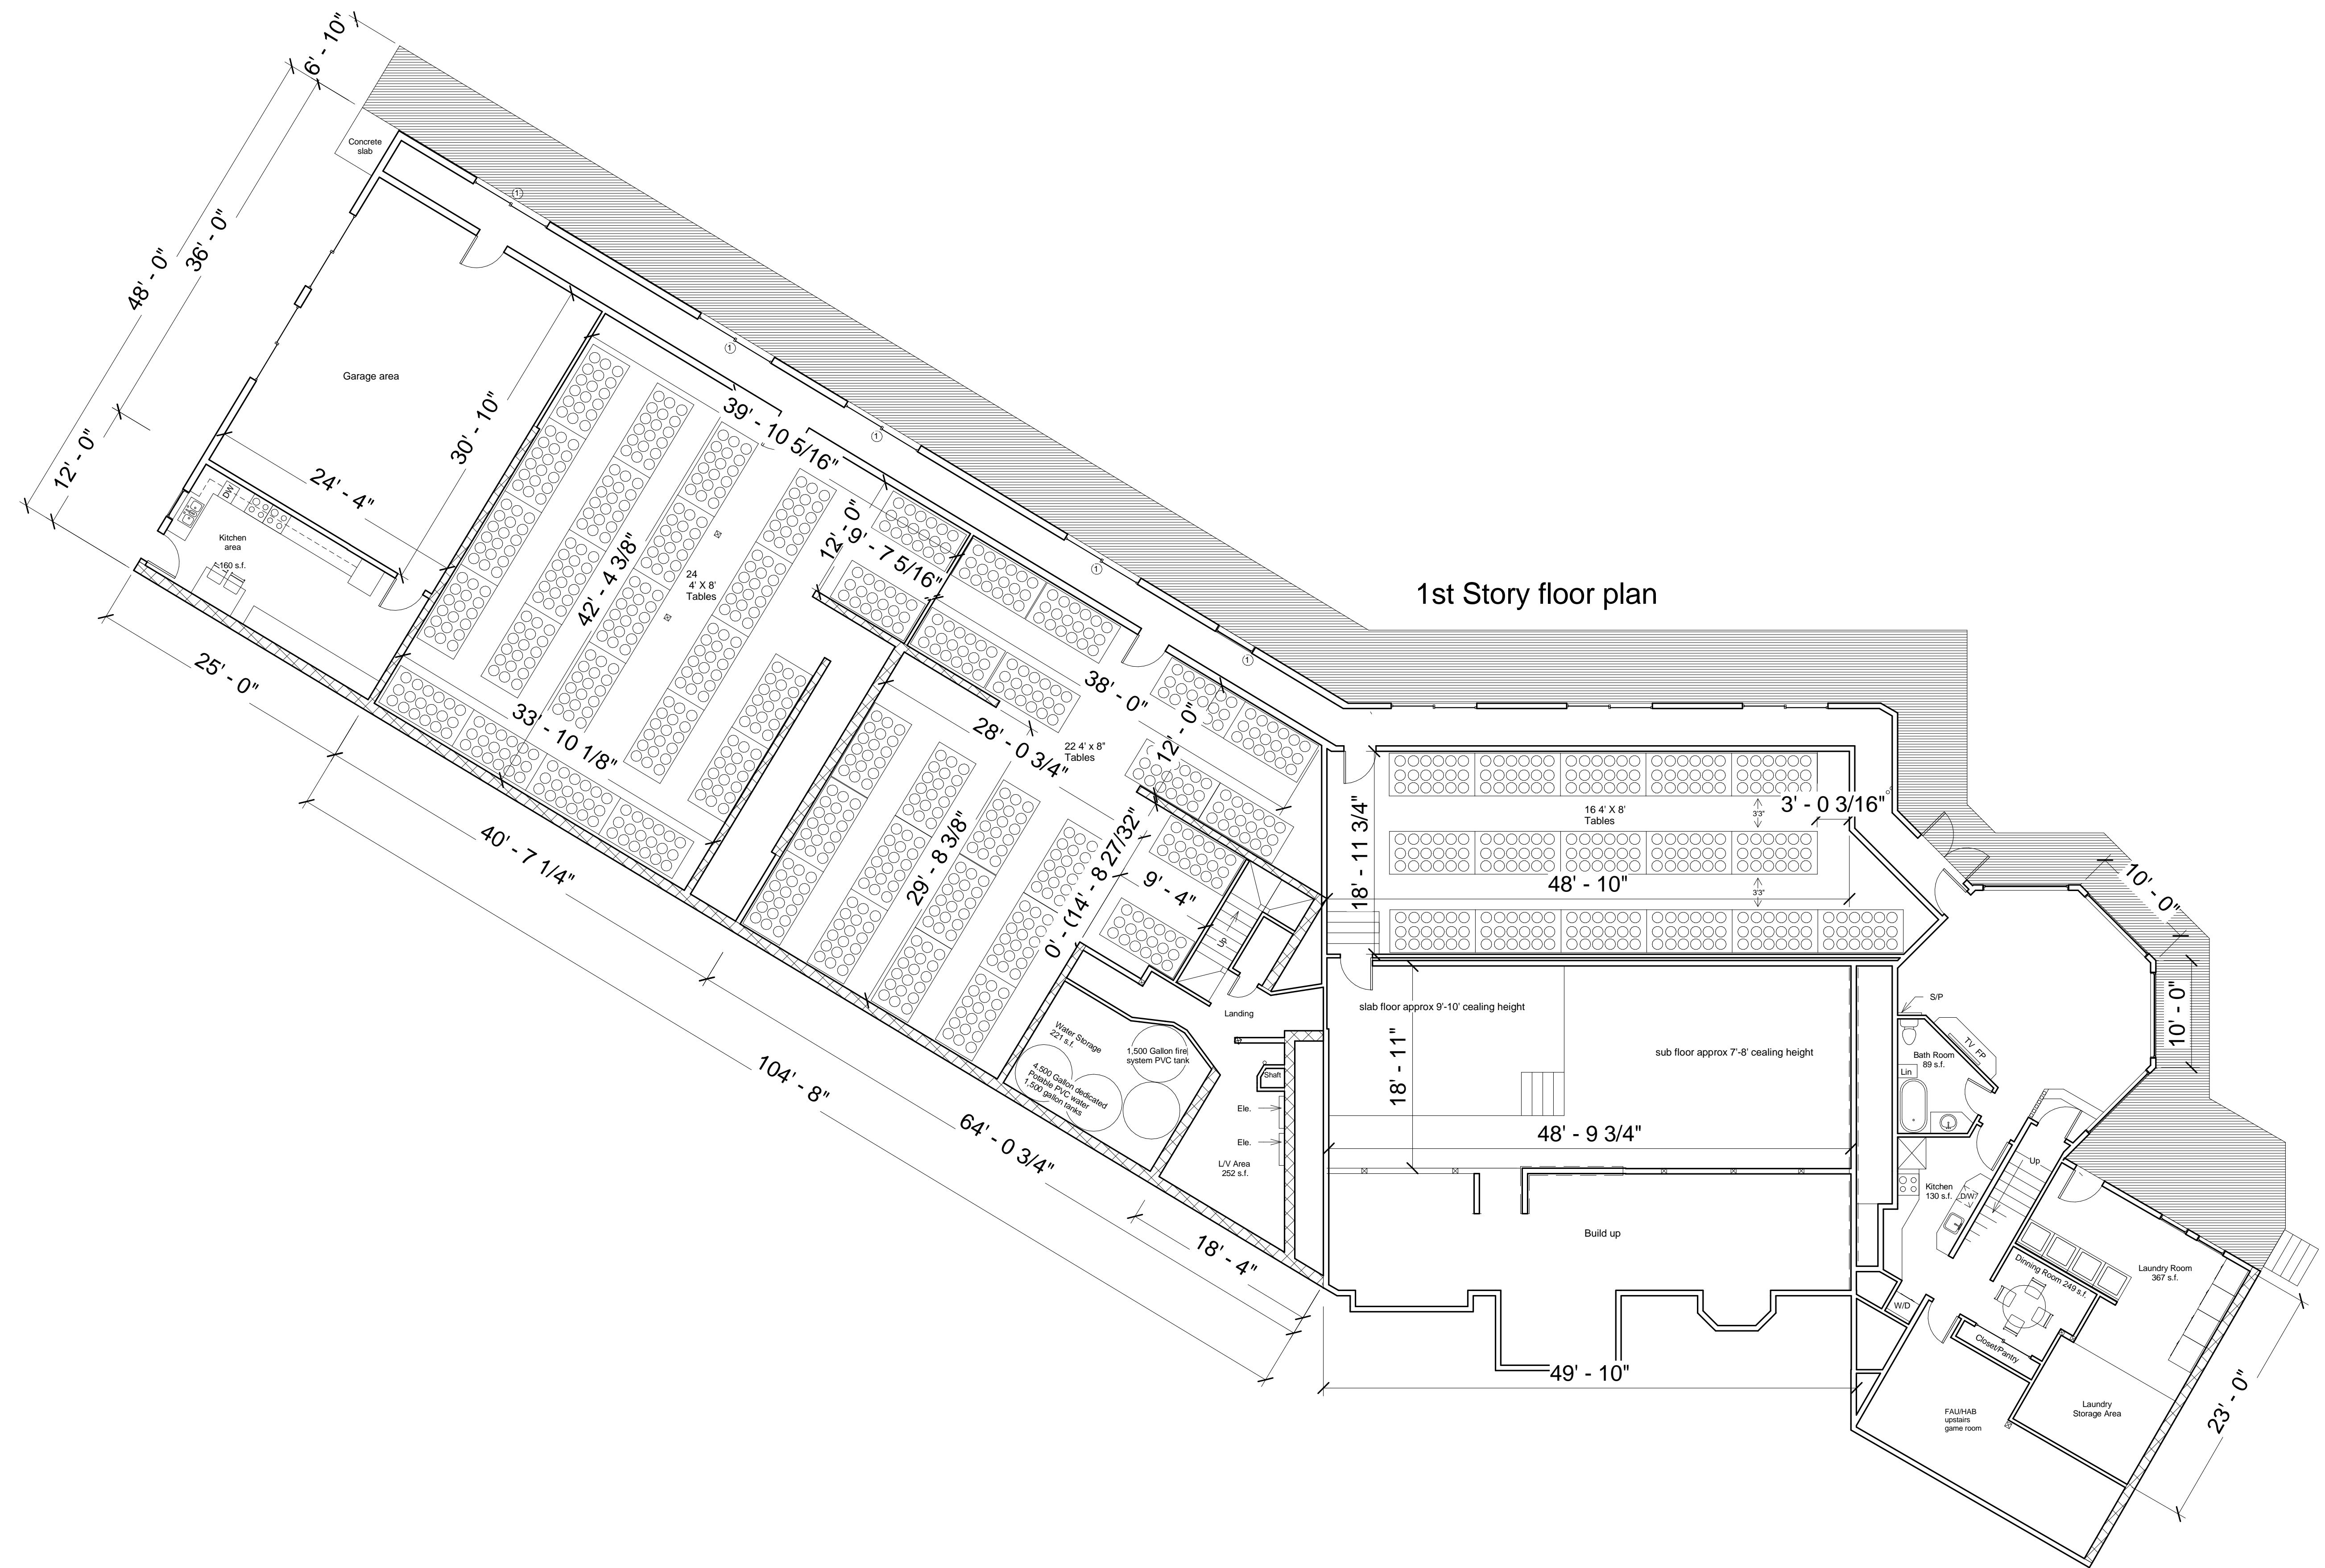 6' - 10"
48' - 0"
36' - 0"
12' - 0"
Concrete
slab
1
1
1
1
1
Garage area
30' - 10"
24' - 4"
DW
Kitchen
area
160 s.f.
25' - 0"
39' - 10 5/16"
42' - 4 3/8"
24
4' X 8'
Tables
12' - 0"
9' - 7 5/16"
33' - 10 1/8"
40' - 7 1/4"
104' - 8"
64' - 0 3/4"
18' - 4"
38' - 0"
28' - 0 3/4"
22 4' x 8"
Tables
12' - 0"
29' - 8 3/8"
14' - 8 27/32"
9' - 4"
Up
Landing
Water Storage
221 s.f.
1,500 Gallon fire
system PVC tank
4,500 Gallon dedicated
Potable PVC water
1,500 gallon tanks
Shaft
Ele.
Ele.
L/V Area
252 s.f.
1st Story floor plan
16 4' X 8'
Tables
3'3"
3'3"
3' - 0 3/16"
18' - 11 3/4"
48' - 10"
slab floor approx 9'-10' cealing height
sub floor approx 7'-8' cealing height
18' - 11"
48' - 9 3/4"
Build up
49' - 10"
10' - 0"
10' - 0"
S/P
TV FP
Bath Room
89 s.f.
Lin
Up
Kitchen
130 s.f.
D/W
W/D
Dinning Room 249 s.f.
Closet/Pantry
Laundry Room
367 s.f.
Laundry
Storage Area
FAU/HAB
upstairs
game room
23' - 0"